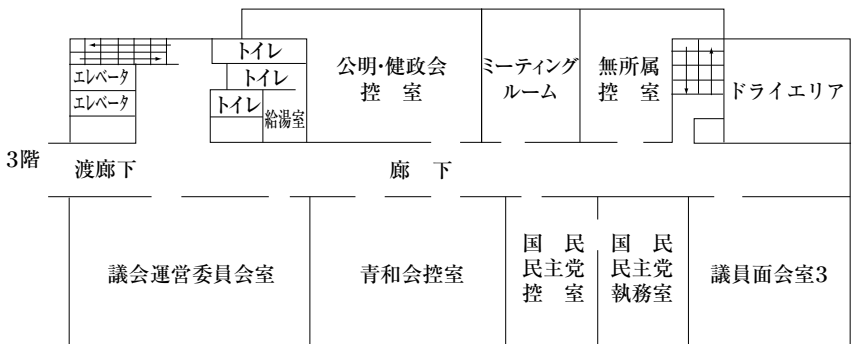 トイレ
エレベータ
トイレ
エレベータ
トイレ
給湯室
公明・健政会
控 室
ミーティング
ルーム
無所属
控 室
ドライエリア
3階
渡廊下
廊 下
議会運営委員会室
青和会控室
国 民
民主党
控 室
国 民
民主党
執務室
議員面会室3